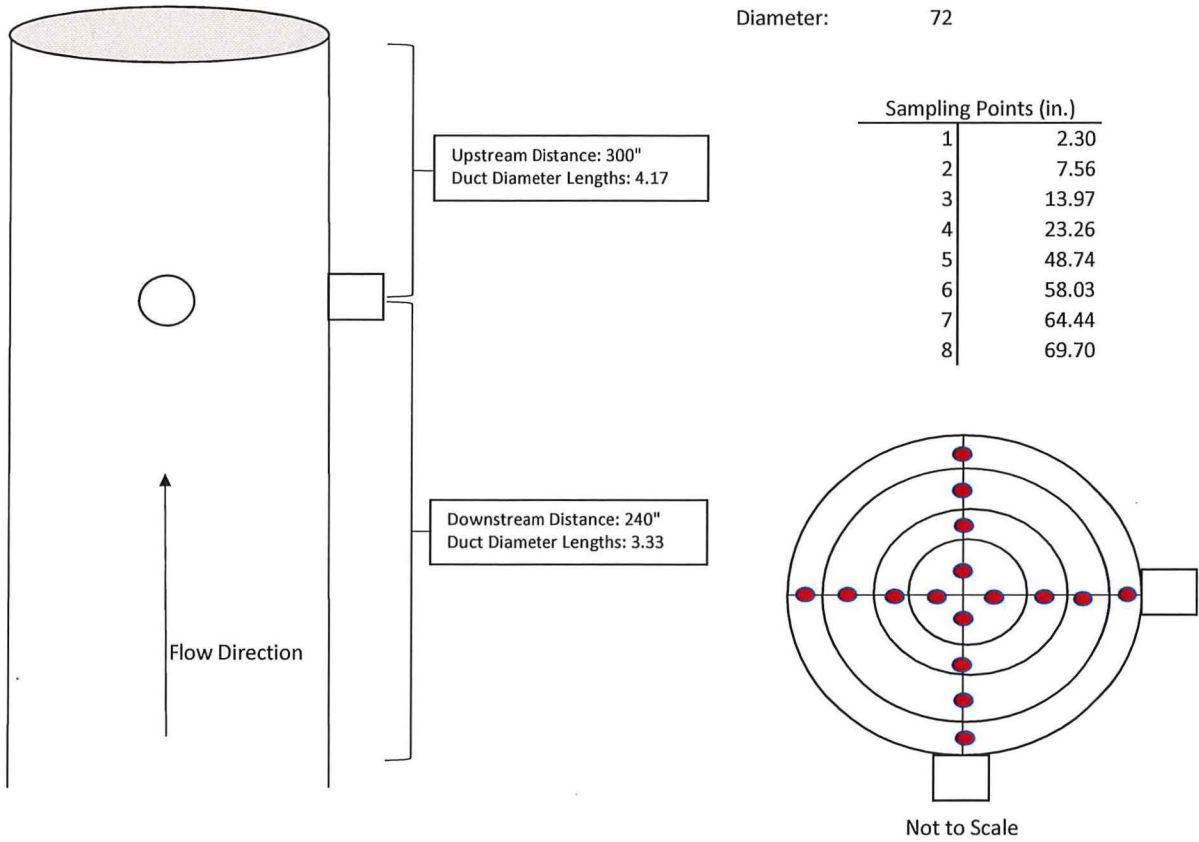 Diameter: 72
Sampling Points (in.)
1 2.30
2 7.56
3 13.97
4 23.26
5 48.74
6 58.03
7 64.44
8 69.70
Upstream Distance: 300"
Duct Diameter Lengths: 4.17
Downstream Distance: 240"
Duct Diameter Lengths: 3.33
Flow Direction
Not to Scale